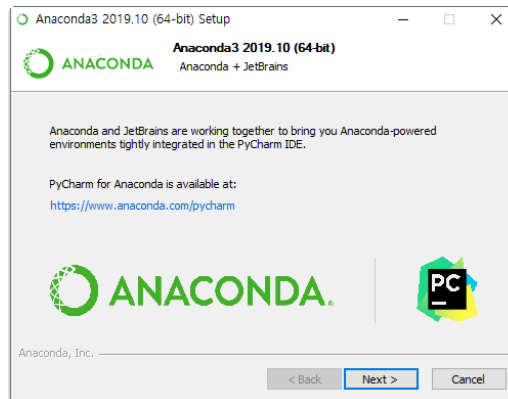 Anaconda3 2019.10 (64-bit) Setup
Anaconda3 2019.10 (64-bit)
ANACONDA
Anaconda + JetBrains
Anaconda and JetBrains are working together to bring you Anaconda-powered
environments tightly integrated in the PyCharm IDE.
PyCharm for Anaconda is available at:
https://www.anaconda.com/pycharm
ANACONDA.
PC
Anaconda, Inc.
< Back Next > Cancel